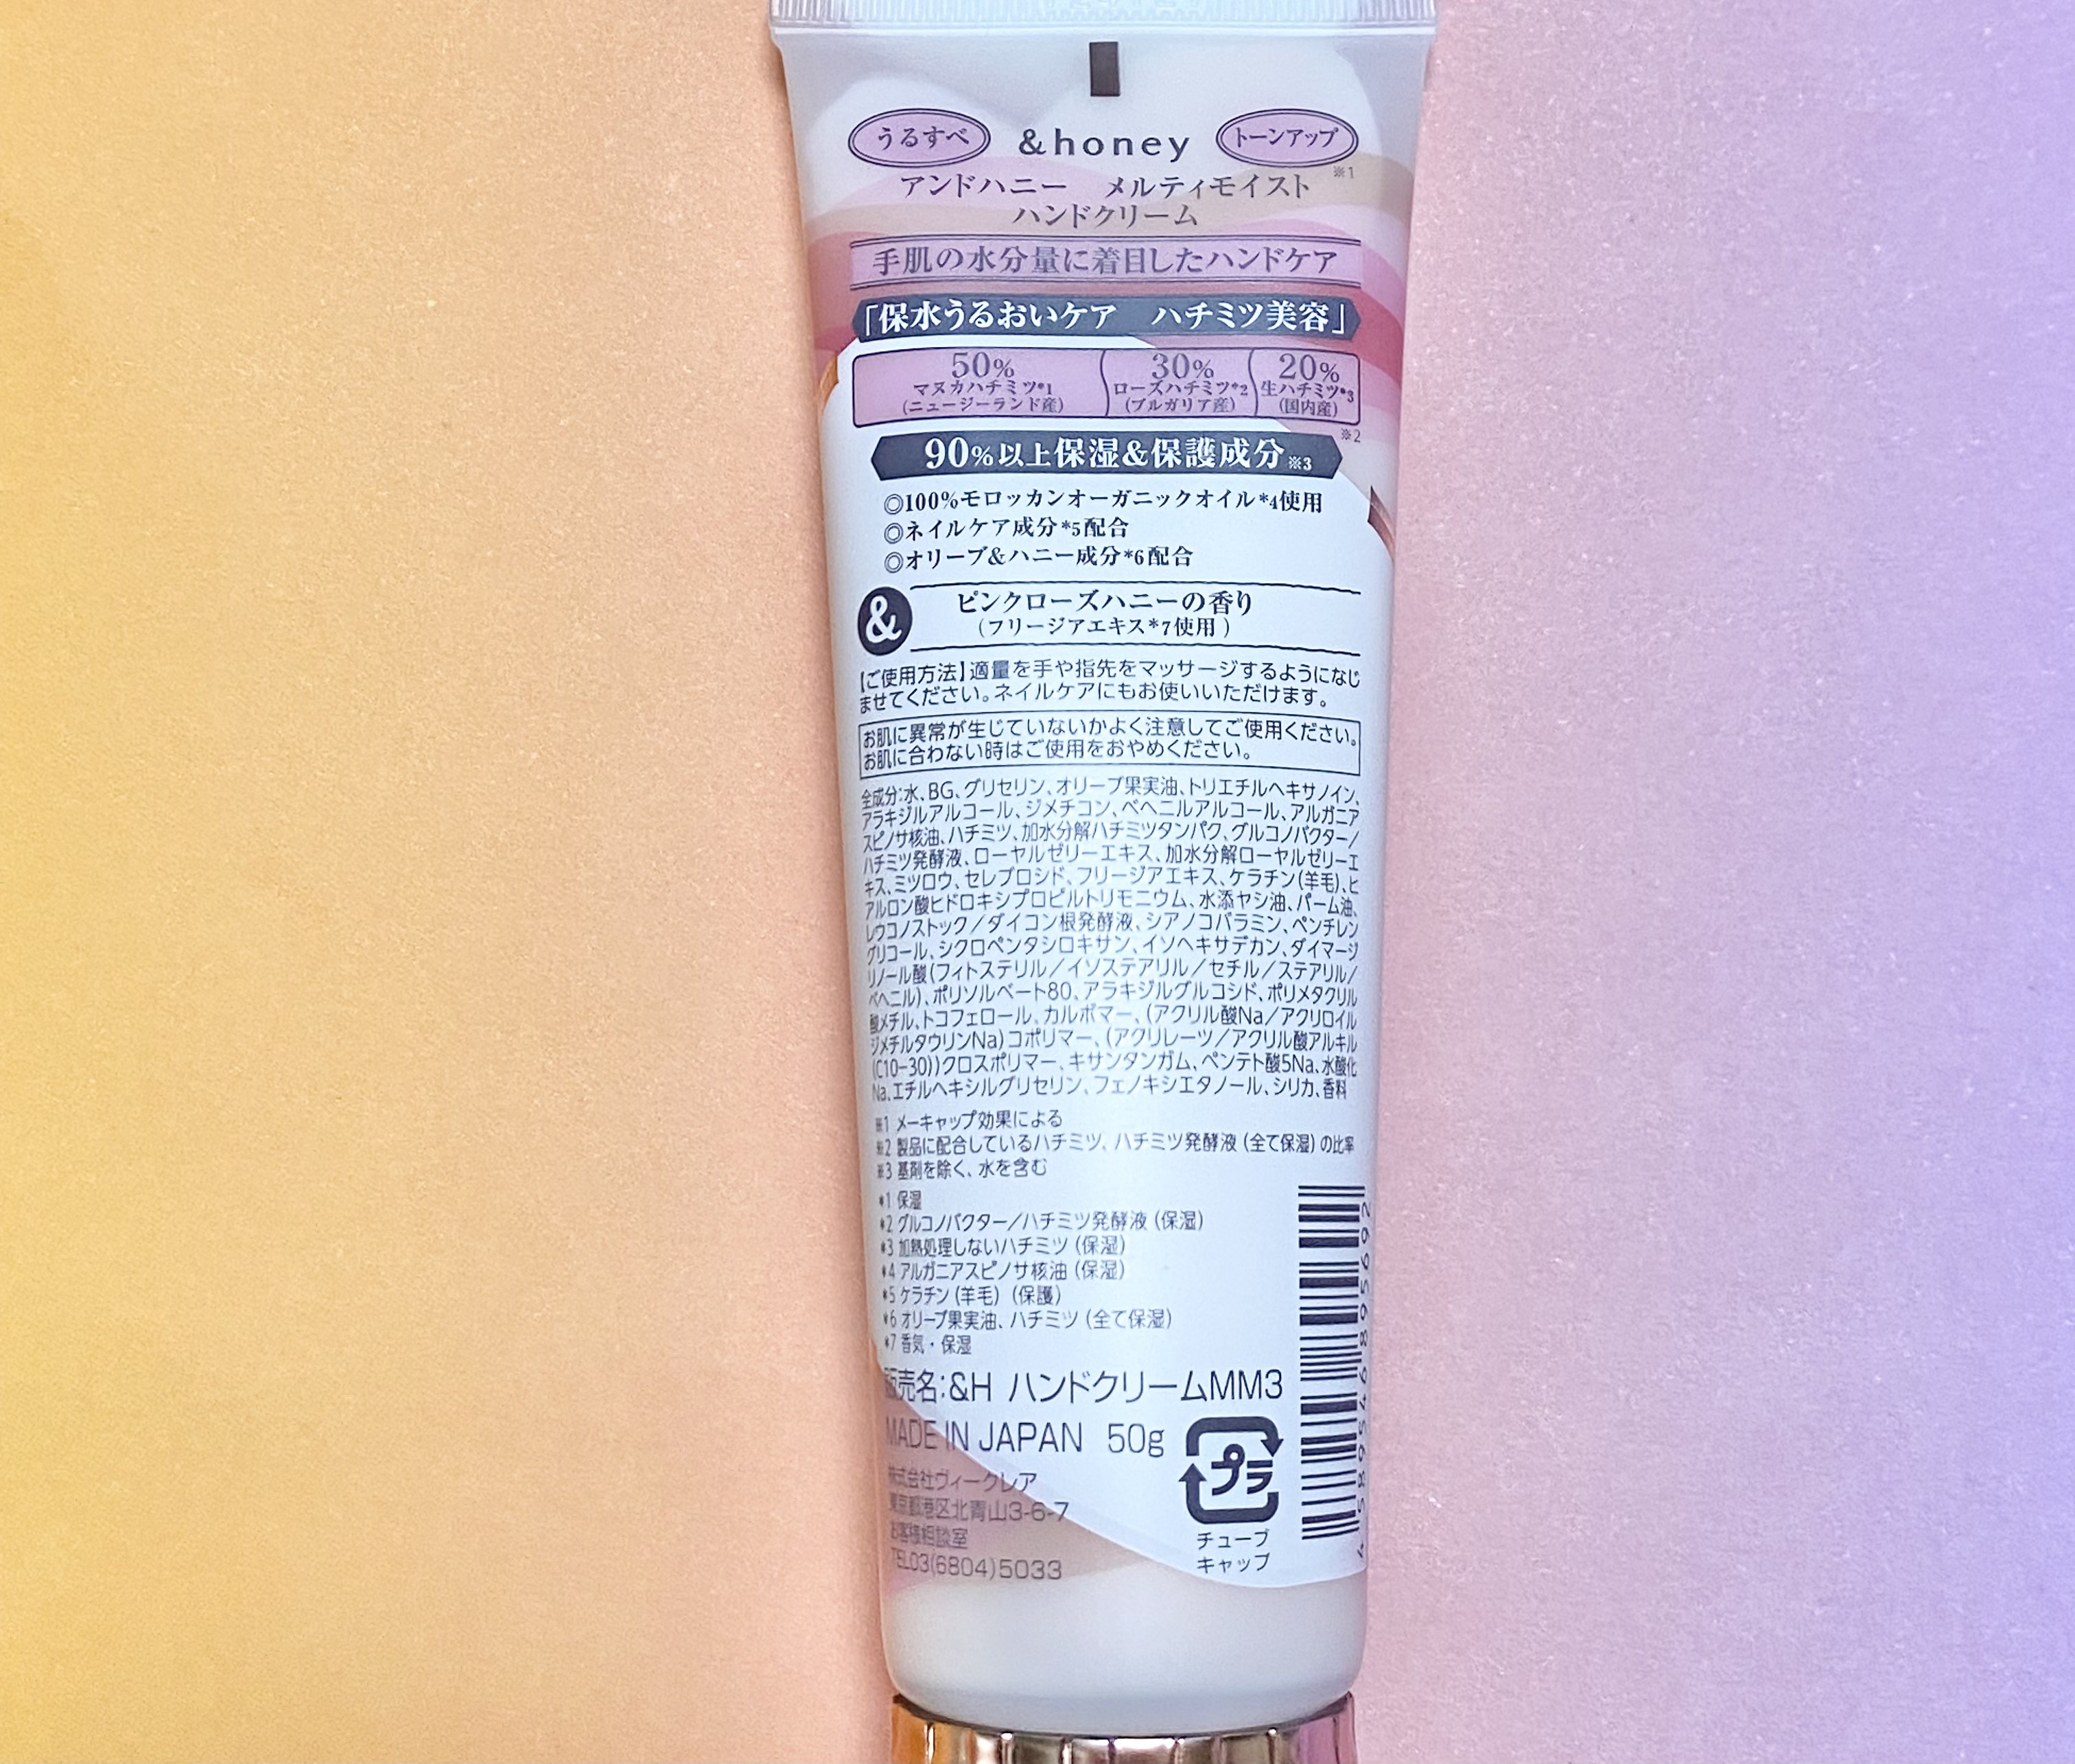 うるすべ &honey トーンアップ
※1
アンドハニー メルティモイスト
ハンドクリーム
手肌の水分量に着目したハンドケア
「保水うるおいケア ハチミツ美容」
50% 30% 20%
マヌカハチミツ*1 ローズハチミツ*2 生ハチミツ*3
(ニュージーランド産) (ブルガリア産) (国内産)
※2
90%以上保湿&保護成分※3
◎100%モロッカンオーガニックオイル*4使用
◎ネイルケア成分*5配合
◎オリーブ&ハニー成分*6配合
& ピンクローズハニーの香り
(フリージアエキス*7使用)
【ご使用方法】適量を手や指先をマッサージするようになじ
ませてください。ネイルケアにもお使いいただけます。
お肌に異常が生じていないかよく注意してご使用ください。
お肌に合わない時はご使用をおやめください。
全成分:水、BG、グリセリン、オリーブ果実油、トリエチルヘキサノイン、
アラキジルアルコール、ジメチコン、ベヘニルアルコール、アルガニア
スピノサ核油、ハチミツ、加水分解ハチミツタンパク、グルコノバクター/
ハチミツ発酵液、ローヤルゼリーエキス、加水分解ローヤルゼリーエ
キス、ミツロウ、セレブロシド、フリージアエキス、ケラチン(羊毛)、ヒ
アルロン酸ヒドロキシプロピルトリモニウム、水添ヤシ油、パーム油、
レウコノストック/ダイコン根発酵液、シアノコバラミン、ペンチレン
グリコール、シクロペンタシロキサン、イソヘキサデカン、ダイマージ
リノール酸(フィトステリル/イソステアリル/セチル/ステアリル/
ベヘニル)、ポリソルベート80、アラキジルグルコシド、ポリメタクリル
酸メチル、トコフェロール、カルボマー、(アクリル酸Na/アクリロイル
ジメチルタウリンNa)コポリマー、(アクリレーツ/アクリル酸アルキル
(C10-30))クロスポリマー、キサンタンガム、ペンテト酸5Na、水酸化
Na、エチルヘキシルグリセリン、フェノキシエタノール、シリカ、香料
※1 メーキャップ効果による
※2 製品に配合しているハチミツ、ハチミツ発酵液(全て保湿)の比率
※3 基剤を除く、水を含む
*1 保湿
*2 グルコノバクター/ハチミツ発酵液(保湿)
*3 加熱処理しないハチミツ(保湿)
*4 アルガニアスピノサ核油(保湿)
*5 ケラチン(羊毛)(保護)
*6 オリーブ果実油、ハチミツ(全て保湿)
*7 香気・保湿
販売名:&H ハンドクリームMM3
MADE IN JAPAN 50g
株式会社ヴィークレア
東京都港区北青山3-6-7
お客様相談室
TEL03(6804)5033
プラ
チューブ
キャップ
4 589546 895692